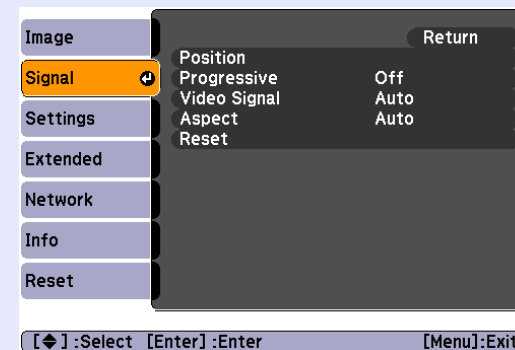 Image
Signal
Settings
Extended
Network
Info
Reset
Return
Position
Progressive Off
Video Signal Auto
Aspect Auto
Reset
[◆] :Select [Enter] :Enter [Menu]:Exit